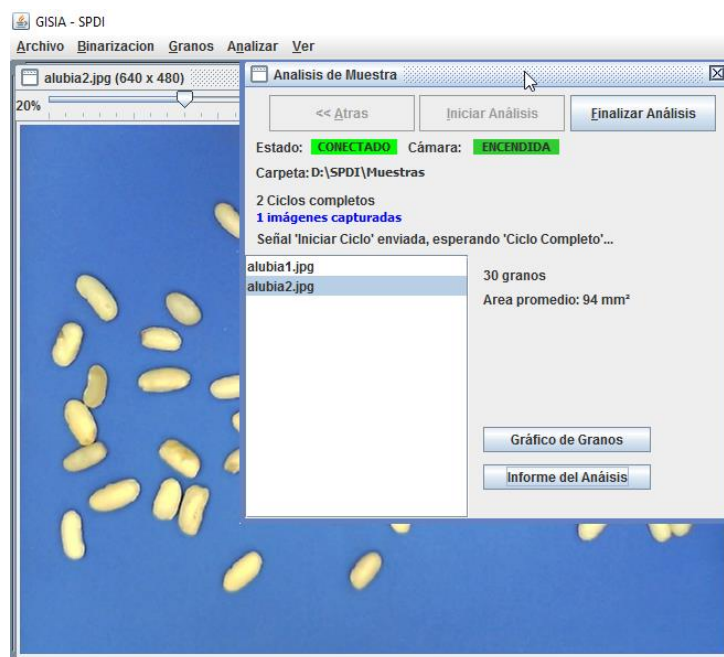 GISIA - SPDI
Archivo Binarizacion Granos Analizar Ver
alubia2.jpg (640 x 480)
Analisis de Muestra
20%
<< Atras Iniciar Análisis Finalizar Análisis
Estado: CONECTADO Cámara: ENCENDIDA
Carpeta: D:\SPDI\Muestras
2 Ciclos completos
1 imágenes capturadas
Señal 'Iniciar Ciclo' enviada, esperando 'Ciclo Completo'...
alubia1.jpg
alubia2.jpg
30 granos
Area promedio: 94 mm²
Gráfico de Granos
Informe del Anáisis